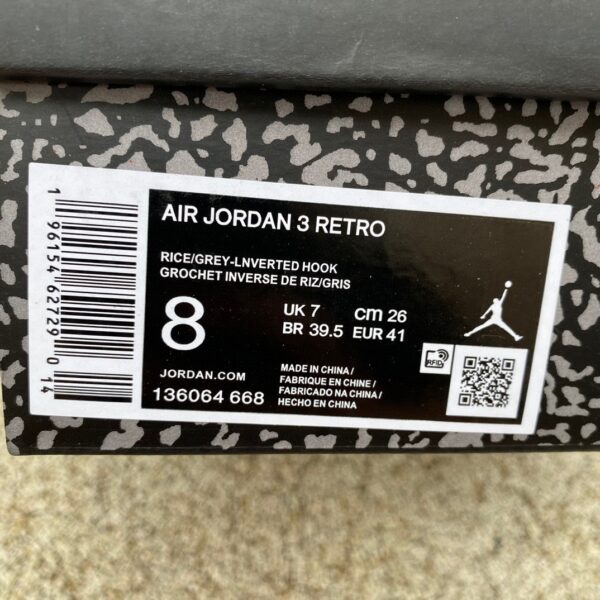 AIR JORDAN 3 RETRO
RICE/GREY-LNVERTED HOOK
GROCHET INVERSE DE RIZ/GRIS
8
UK 7 cm 26
BR 39.5 EUR 41
JORDAN.COM
136064 668
MADE IN CHINA/
FABRIQUE EN CHINE /
FABRICADO NA CHINA/
HECHO EN CHINA
RFID
1 96154 62729 0 14